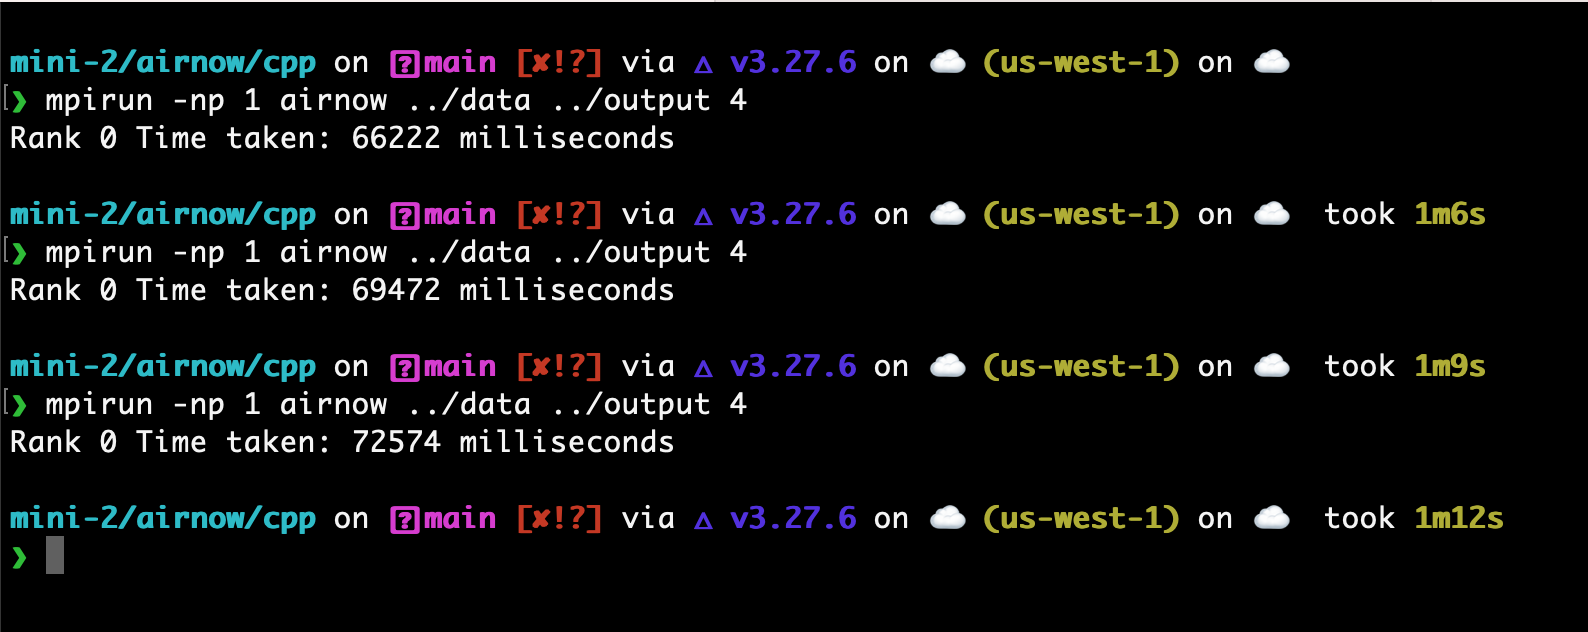 mini-2/airnow/cpp on ⍰main [✘!?] via △ v3.27.6 on ☁️ (us-west-1) on ☁️
❯ mpirun -np 1 airnow ../data ../output 4
Rank 0 Time taken: 66222 milliseconds
mini-2/airnow/cpp on ⍰main [✘!?] via △ v3.27.6 on ☁️ (us-west-1) on ☁️ took 1m6s
❯ mpirun -np 1 airnow ../data ../output 4
Rank 0 Time taken: 69472 milliseconds
mini-2/airnow/cpp on ⍰main [✘!?] via △ v3.27.6 on ☁️ (us-west-1) on ☁️ took 1m9s
❯ mpirun -np 1 airnow ../data ../output 4
Rank 0 Time taken: 72574 milliseconds
mini-2/airnow/cpp on ⍰main [✘!?] via △ v3.27.6 on ☁️ (us-west-1) on ☁️ took 1m12s
❯